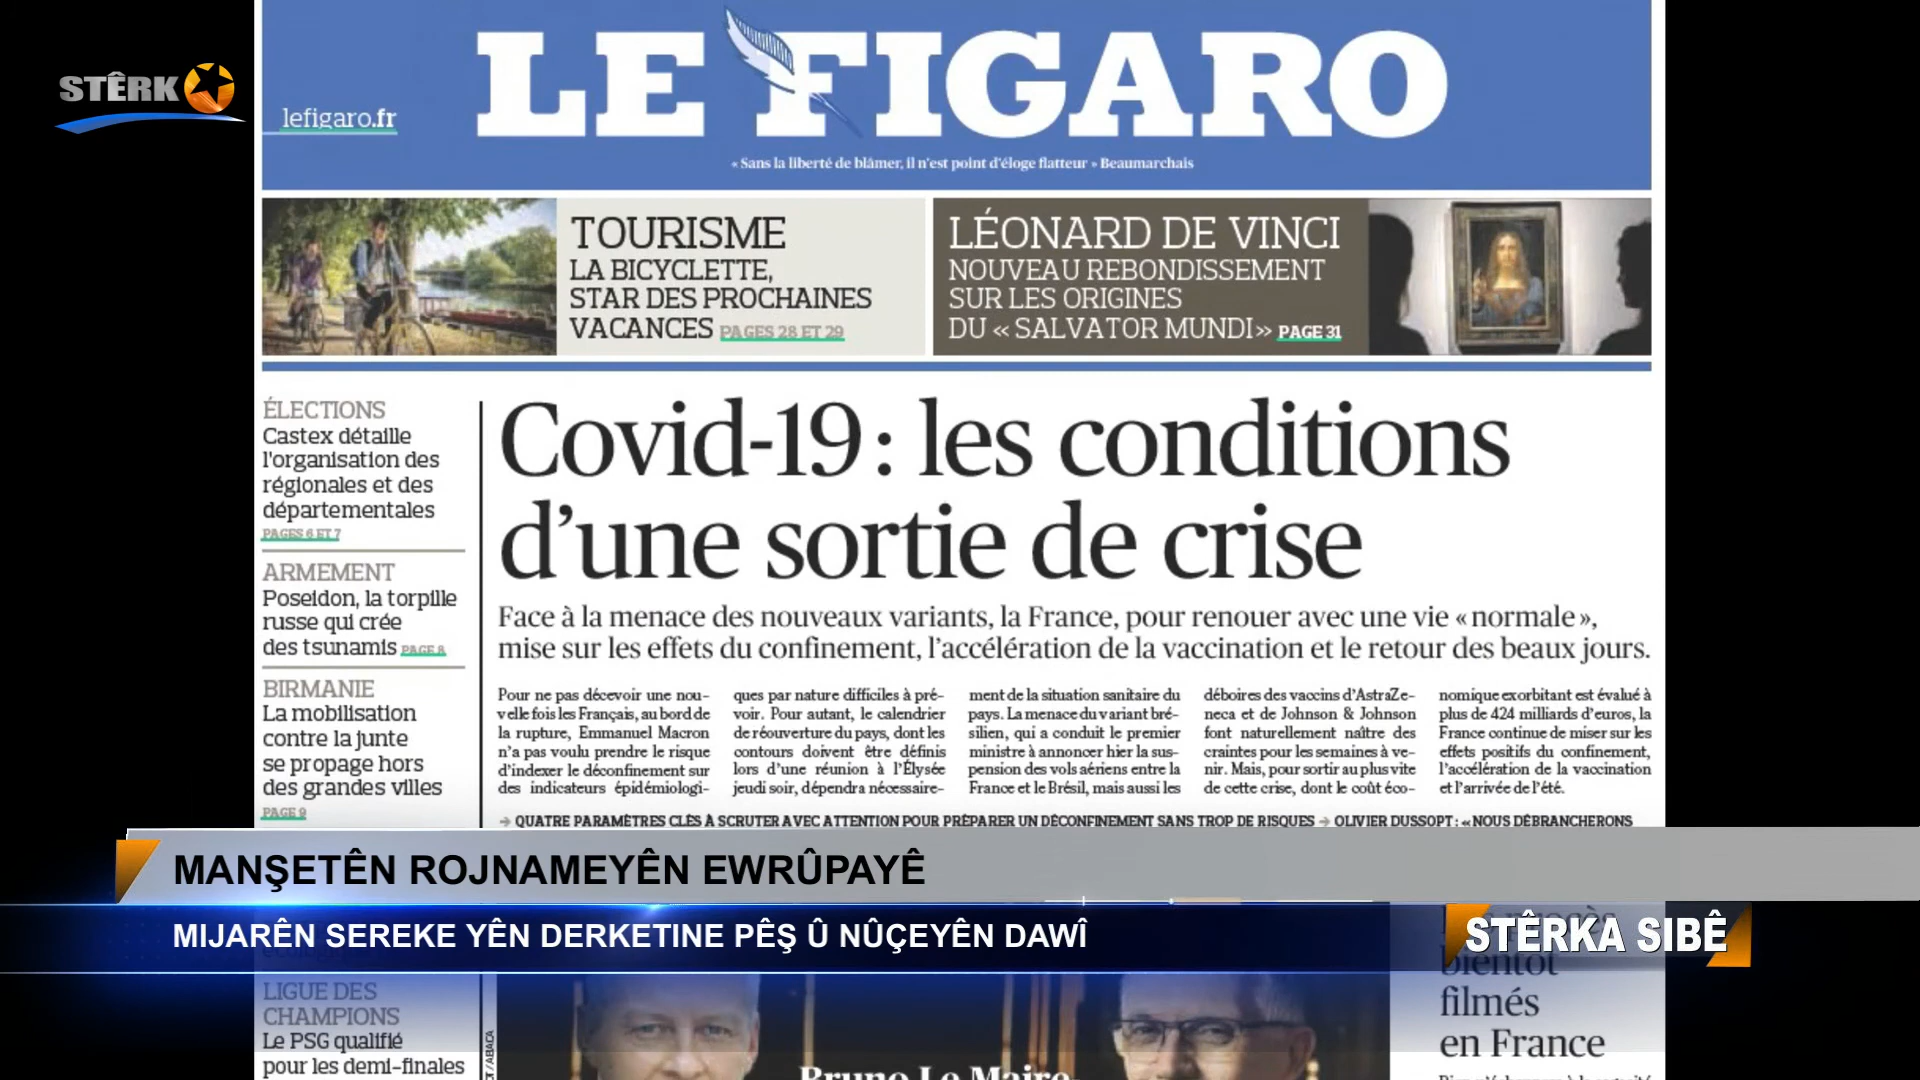 STÊRK
lefigaro.fr
LE FIGARO
« Sans la liberté de blâmer, il n'est point d'éloge flatteur » Beaumarchais
TOURISME
LA BICYCLETTE,
STAR DES PROCHAINES
VACANCES PAGES 28 ET 29
LÉONARD DE VINCI
NOUVEAU REBONDISSEMENT
SUR LES ORIGINES
DU « SALVATOR MUNDI » PAGE 31
ÉLECTIONS
Castex détaille
l'organisation des
régionales et des
départementales
PAGES 6 ET 7
ARMEMENT
Poseidon, la torpille
russe qui crée
des tsunamis PAGE 8
BIRMANIE
La mobilisation
contre la junte
se propage hors
des grandes villes
PAGE 9
Covid-19 : les conditions
d'une sortie de crise
Face à la menace des nouveaux variants, la France, pour renouer avec une vie « normale »,
mise sur les effets du confinement, l'accélération de la vaccination et le retour des beaux jours.
Pour ne pas décevoir une nou-
velle fois les Français, au bord de
la rupture, Emmanuel Macron
n'a pas voulu prendre le risque
d'indexer le déconfinement sur
des indicateurs épidémiologi-
ques par nature difficiles à pré-
voir. Pour autant, le calendrier
de réouverture du pays, dont les
contours doivent être définis
lors d'une réunion à l'Élysée
jeudi soir, dépendra nécessaire-
ment de la situation sanitaire du
pays. La menace du variant bré-
silien, qui a conduit le premier
ministre à annoncer hier la sus-
pension des vols aériens entre la
France et le Brésil, mais aussi les
déboires des vaccins d'AstraZe-
neca et de Johnson & Johnson
font naturellement naître des
craintes pour les semaines à ve-
nir. Mais, pour sortir au plus vite
de cette crise, dont le coût éco-
nomique exorbitant est évalué à
plus de 424 milliards d'euros, la
France continue de miser sur les
effets positifs du confinement,
l'accélération de la vaccination
et l'arrivée de l'été.
→ QUATRE PARAMÈTRES CLÉS À SCRUTER AVEC ATTENTION POUR PRÉPARER UN DÉCONFINEMENT SANS TROP DE RISQUES → OLIVIER DUSSOPT : « NOUS DÉBRANCHERONS
MANŞETÊN ROJNAMEYÊN EWRÛPAYÊ
MIJARÊN SEREKE YÊN DERKETINE PÊŞ Û NÛÇEYÊN DAWÎ
STÊRKA SIBÊ
LIGUE DES
CHAMPIONS
Le PSG qualifié
pour les demi-finales
Bruno Le Maire-
bientôt
filmés
en France